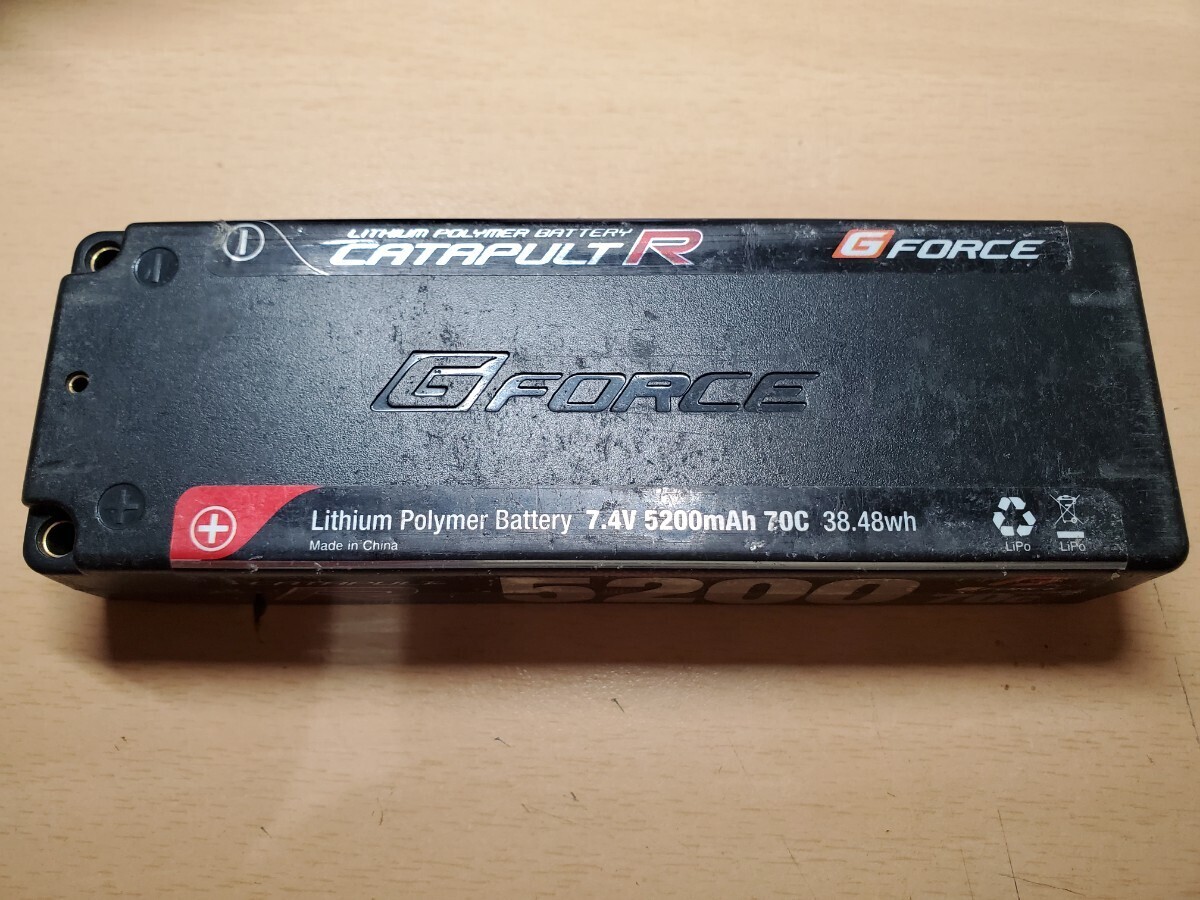 LITHIUM POLYMER BATTERY
CATAPULT R
G FORCE
G FORCE
Lithium Polymer Battery 7.4V 5200mAh 70C 38.48wh
Made in China
LiPo LiPo
5200